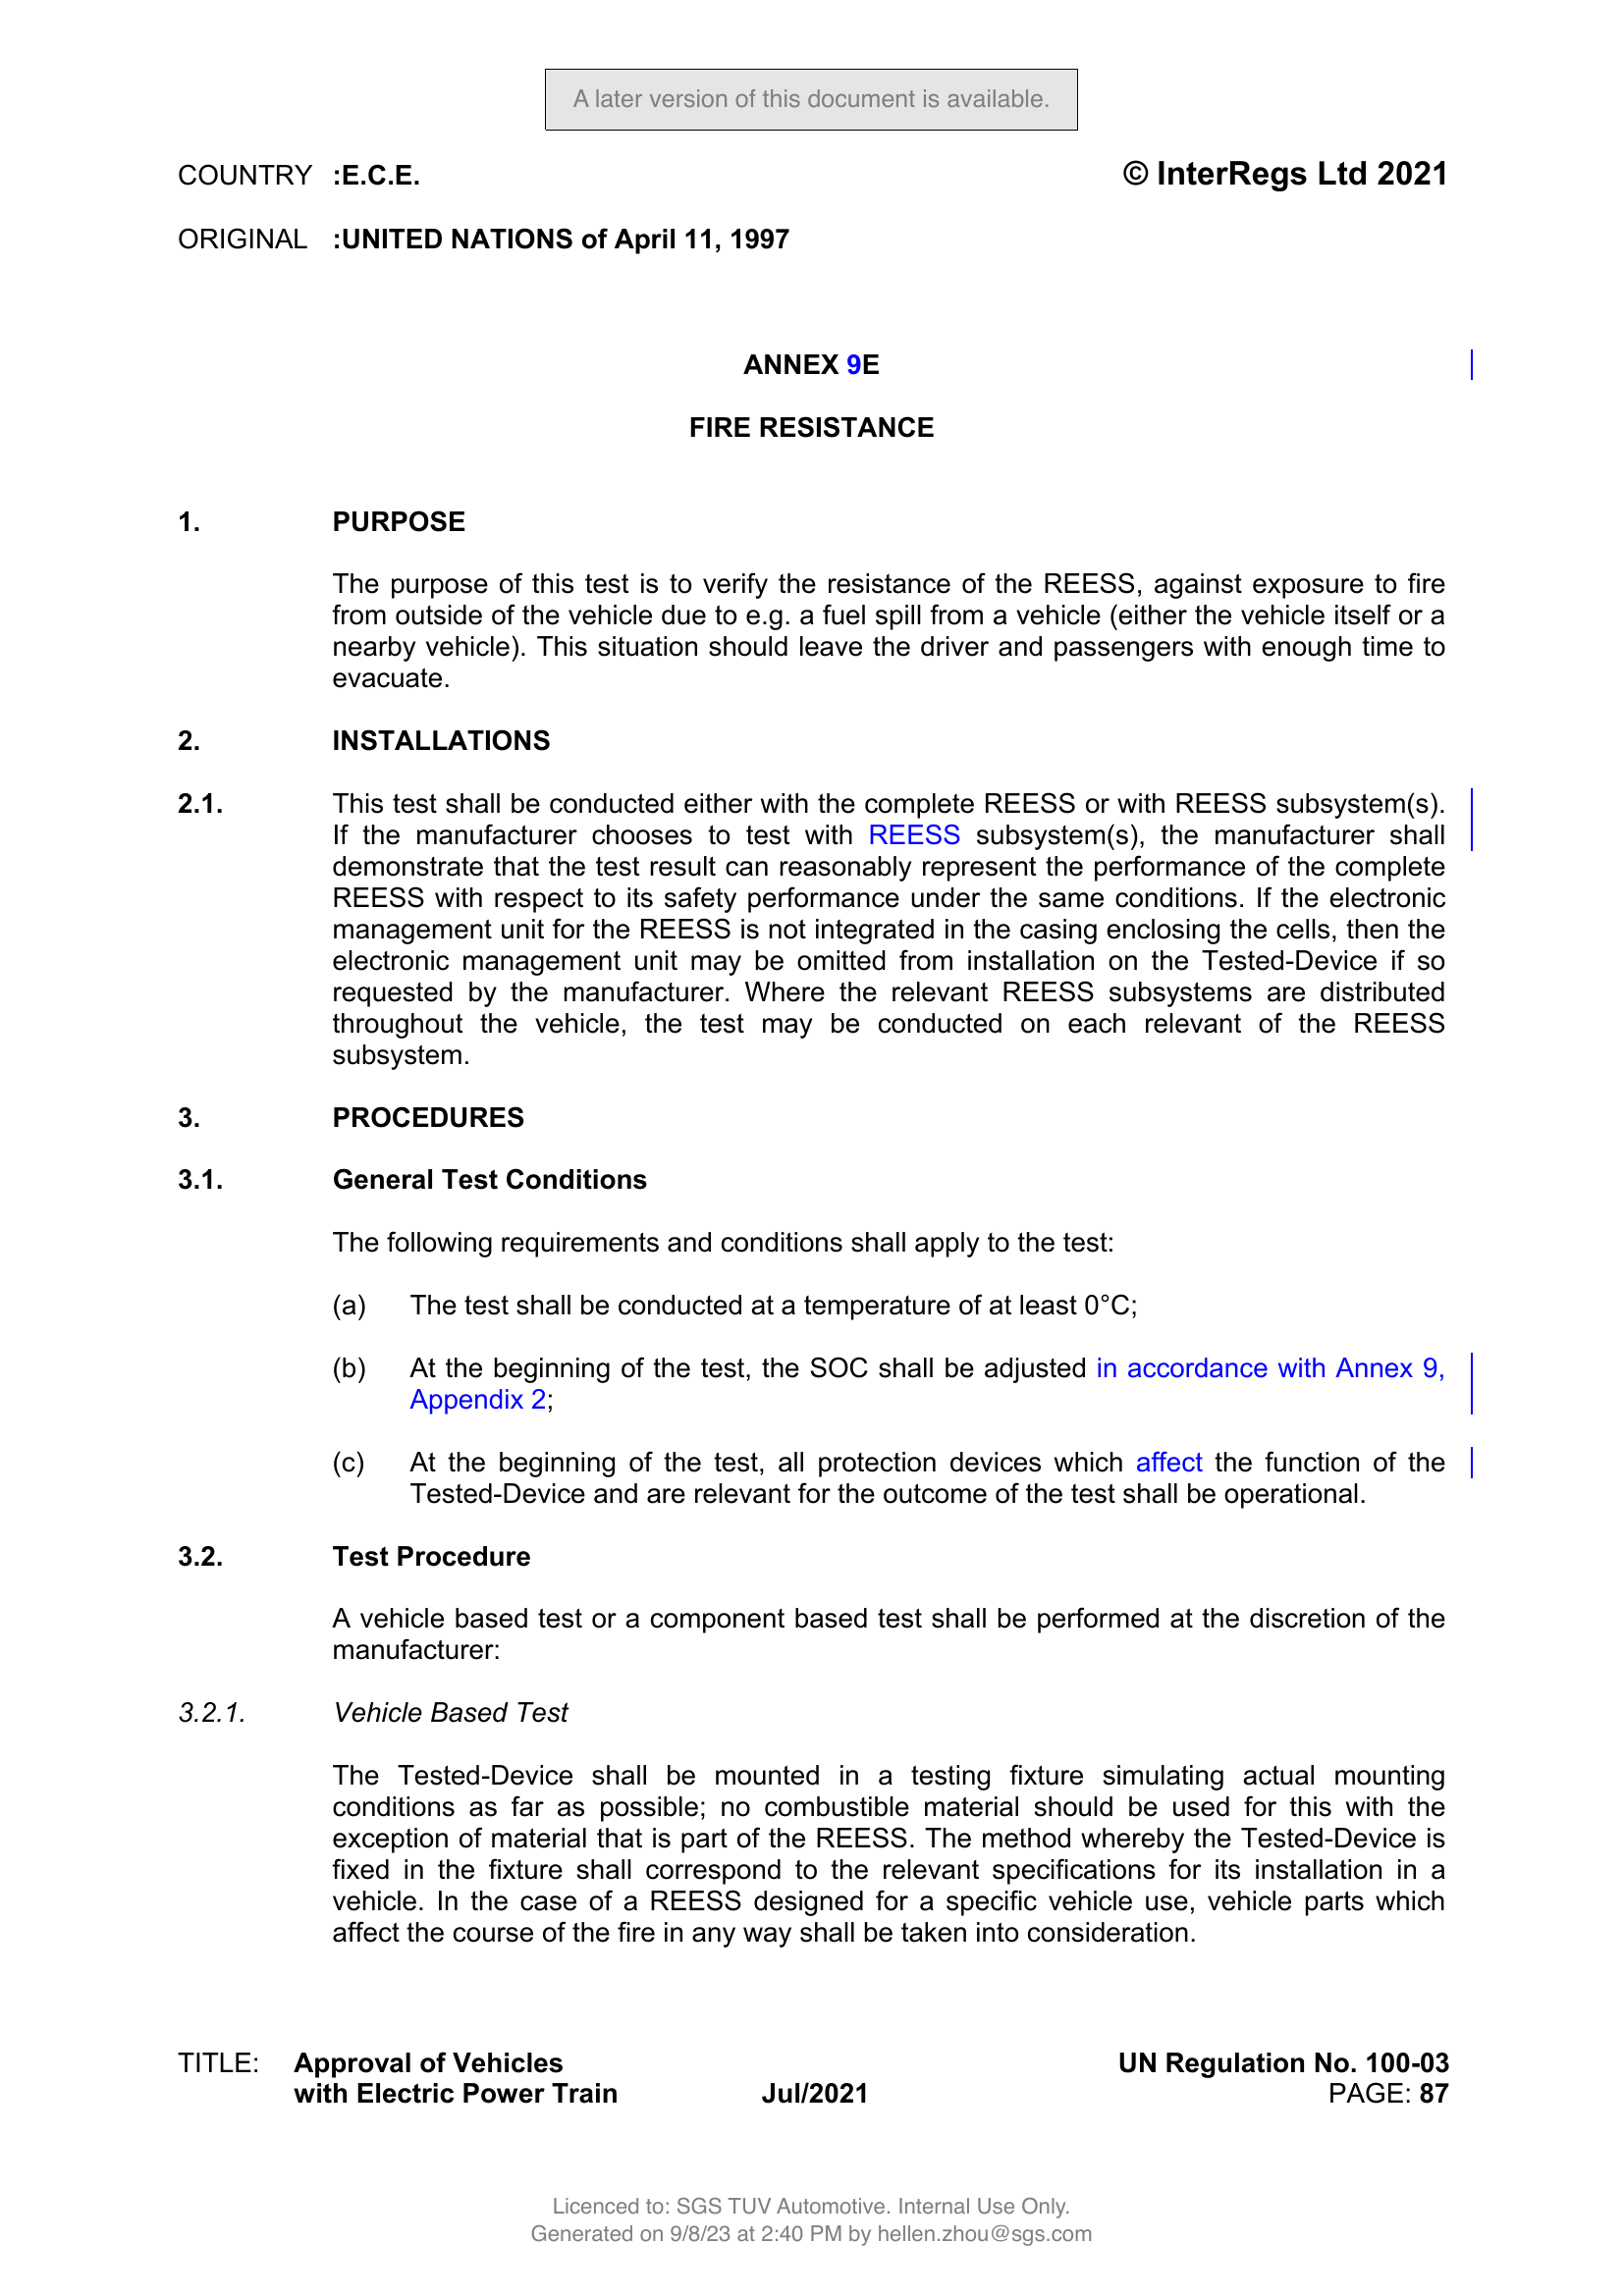 A later version of this document is available.
COUNTRY :E.C.E. © InterRegs Ltd 2021
ORIGINAL :UNITED NATIONS of April 11, 1997
ANNEX 9E
FIRE RESISTANCE
1. PURPOSE
The purpose of this test is to verify the resistance of the REESS, against exposure to fire
from outside of the vehicle due to e.g. a fuel spill from a vehicle (either the vehicle itself or a
nearby vehicle). This situation should leave the driver and passengers with enough time to
evacuate.
2. INSTALLATIONS
2.1. This test shall be conducted either with the complete REESS or with REESS subsystem(s).
If the manufacturer chooses to test with REESS subsystem(s), the manufacturer shall
demonstrate that the test result can reasonably represent the performance of the complete
REESS with respect to its safety performance under the same conditions. If the electronic
management unit for the REESS is not integrated in the casing enclosing the cells, then the
electronic management unit may be omitted from installation on the Tested-Device if so
requested by the manufacturer. Where the relevant REESS subsystems are distributed
throughout the vehicle, the test may be conducted on each relevant of the REESS
subsystem.
3. PROCEDURES
3.1. General Test Conditions
The following requirements and conditions shall apply to the test:
(a) The test shall be conducted at a temperature of at least 0°C;
(b) At the beginning of the test, the SOC shall be adjusted in accordance with Annex 9,
Appendix 2;
(c) At the beginning of the test, all protection devices which affect the function of the
Tested-Device and are relevant for the outcome of the test shall be operational.
3.2. Test Procedure
A vehicle based test or a component based test shall be performed at the discretion of the
manufacturer:
3.2.1. Vehicle Based Test
The Tested-Device shall be mounted in a testing fixture simulating actual mounting
conditions as far as possible; no combustible material should be used for this with the
exception of material that is part of the REESS. The method whereby the Tested-Device is
fixed in the fixture shall correspond to the relevant specifications for its installation in a
vehicle. In the case of a REESS designed for a specific vehicle use, vehicle parts which
affect the course of the fire in any way shall be taken into consideration.
TITLE: Approval of Vehicles UN Regulation No. 100-03
with Electric Power Train Jul/2021 PAGE: 87
Licenced to: SGS TUV Automotive. Internal Use Only.
Generated on 9/8/23 at 2:40 PM by hellen.zhou@sgs.com